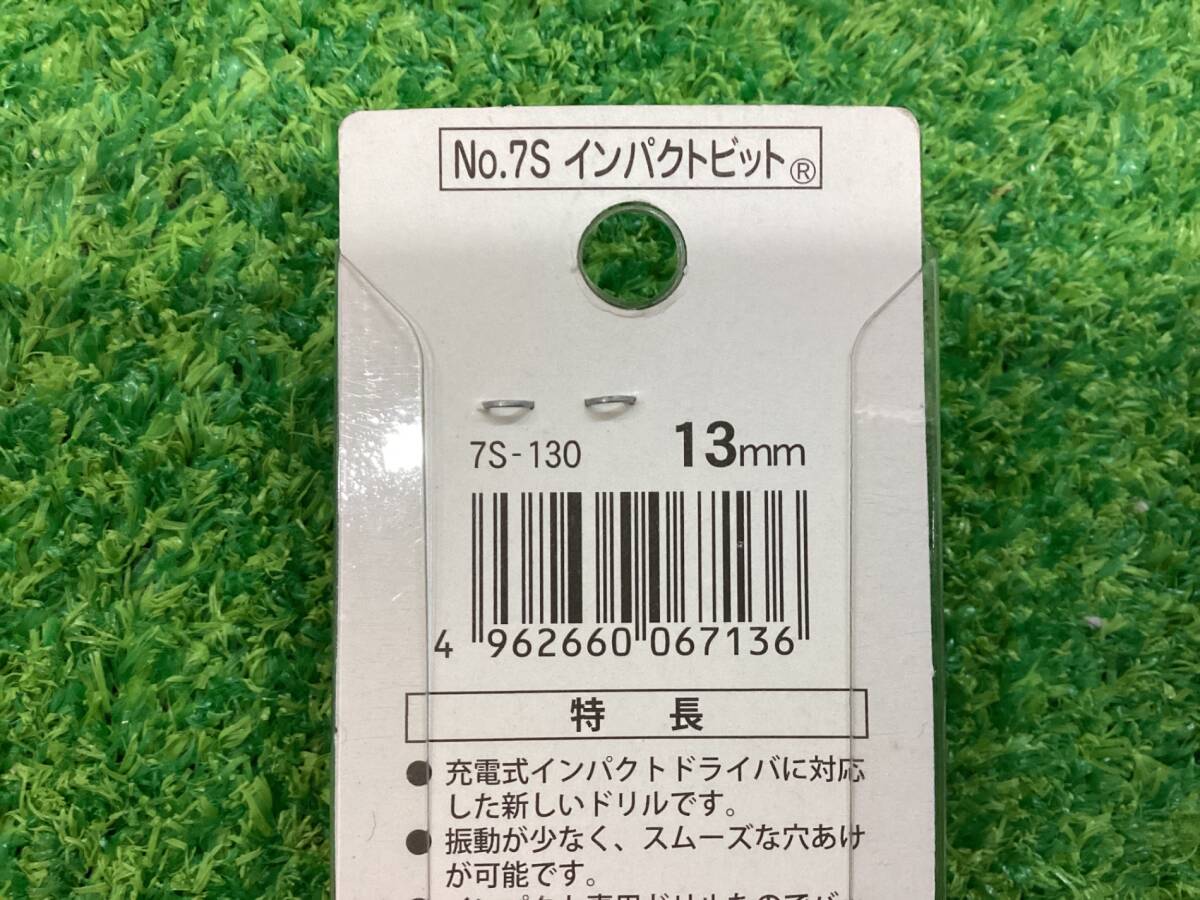 No.7S インパクトビット®
7S-130 13mm
4 962660 067136
特 長
● 充電式インパクトドライバに対応
した新しいドリルです。
● 振動が少なく、スムーズな穴あけ
が可能です。